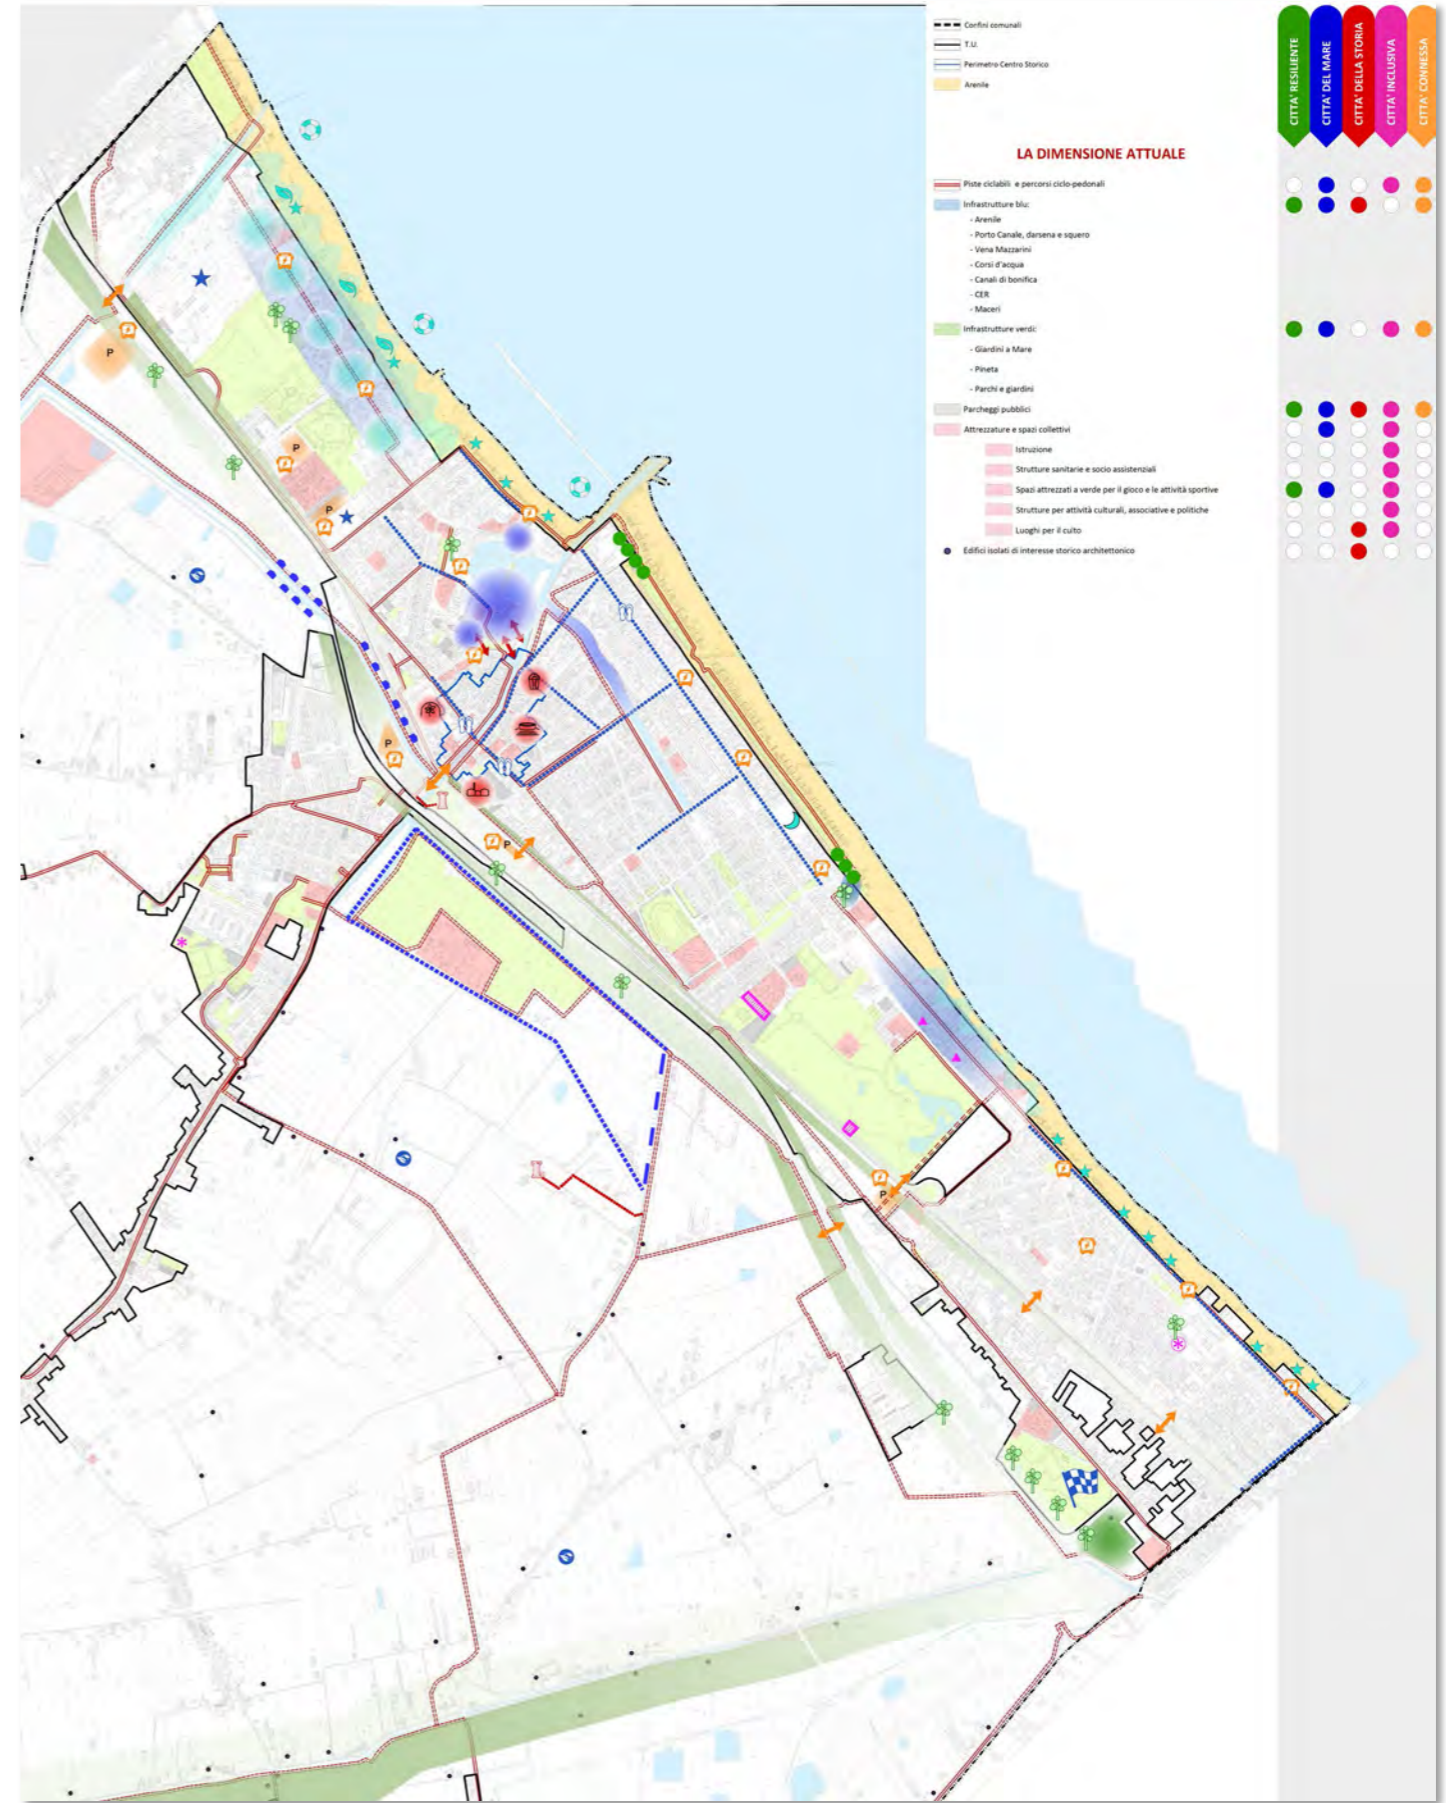 Confini comunali
T.U.
Perimetro Centro Storico
Arenile
CITTA' RESILIENTE
CITTA' DEL MARE
CITTA' DELLA STORIA
CITTA' INCLUSIVA
CITTA' CONNESSA
LA DIMENSIONE ATTUALE
Piste ciclabili e percorsi ciclo-pedonali
Infrastrutture blu:
- Arenile
- Porto Canale, darsena e squero
- Vena Mazzarini
- Corsi d'acqua
- Canali di bonifica
- CER
- Maceri
Infrastrutture verdi:
- Giardini a Mare
- Pineta
- Parchi e giardini
Parcheggi pubblici
Attrezzature e spazi collettivi
Istruzione
Strutture sanitarie e socio assistenziali
Spazi attrezzati a verde per il gioco e le attività sportive
Strutture per attività culturali, associative e politiche
Luoghi per il culto
Edifici isolati di interesse storico architettonico
P
P
P
P
P
P